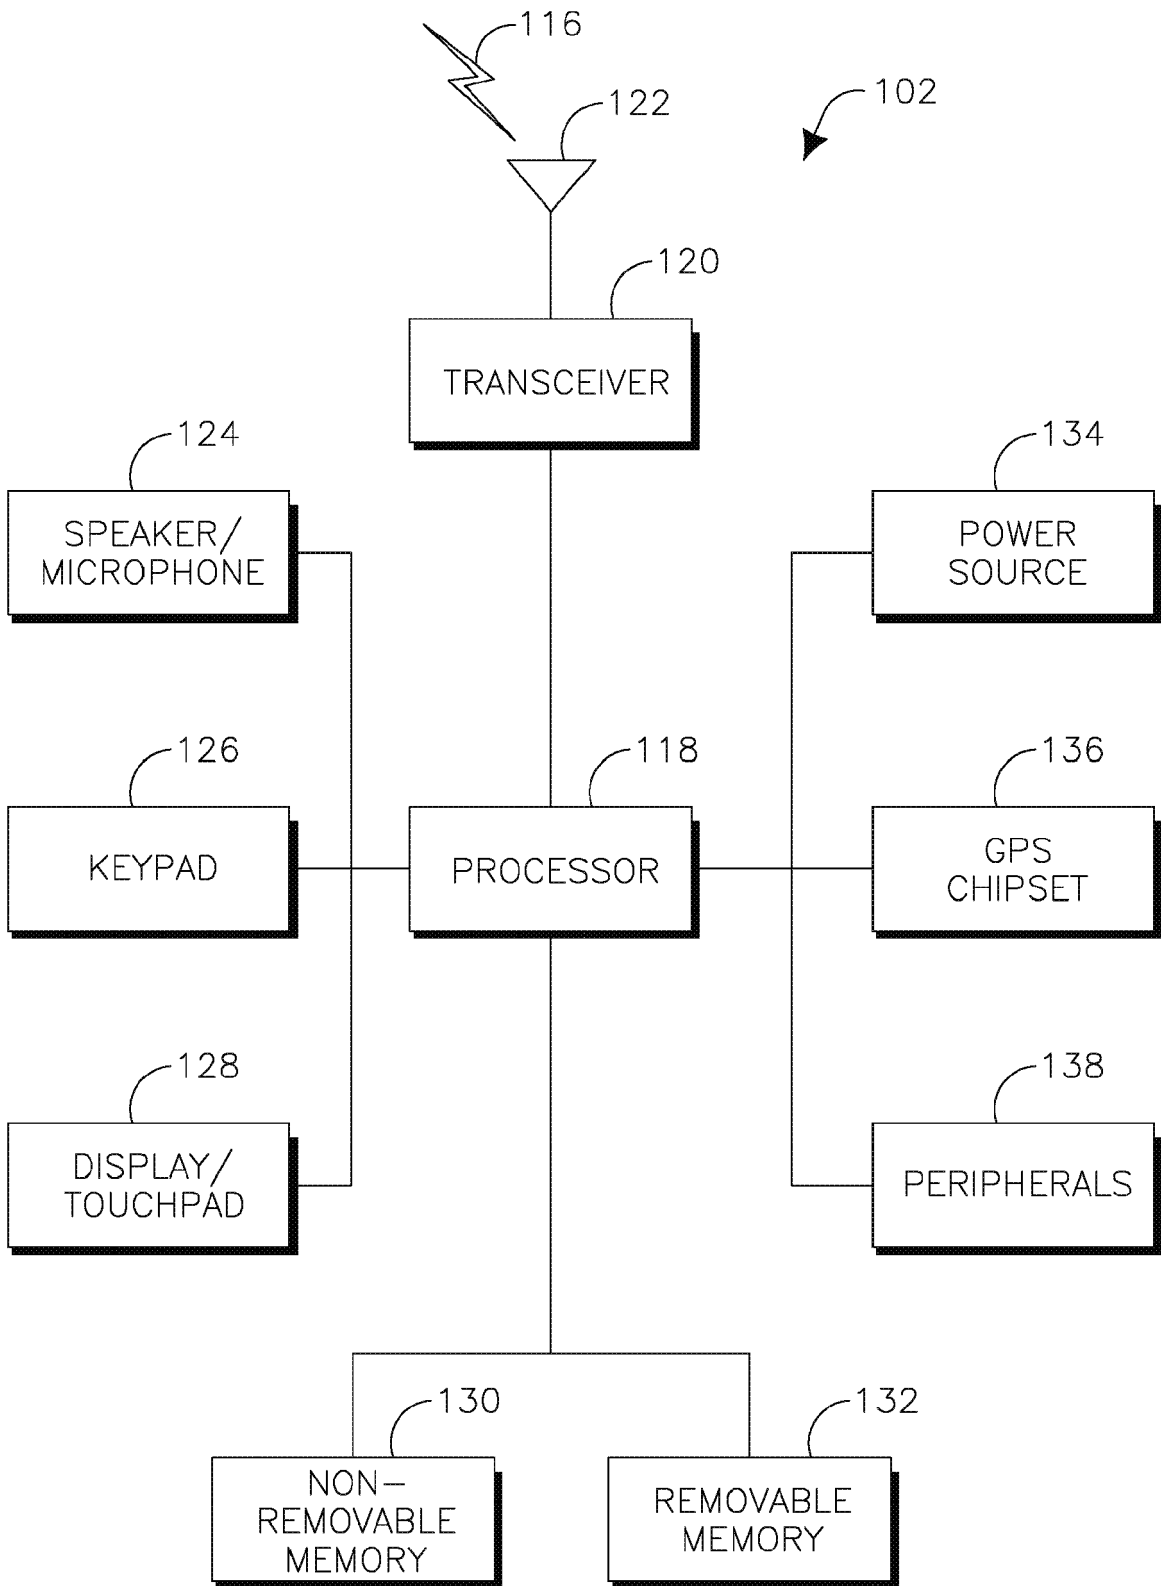 116
102
122
120
TRANSCEIVER
124
SPEAKER/
MICROPHONE
134
POWER
SOURCE
126
KEYPAD
118
PROCESSOR
136
GPS
CHIPSET
128
DISPLAY/
TOUCHPAD
138
PERIPHERALS
130
NON-
REMOVABLE
MEMORY
132
REMOVABLE
MEMORY